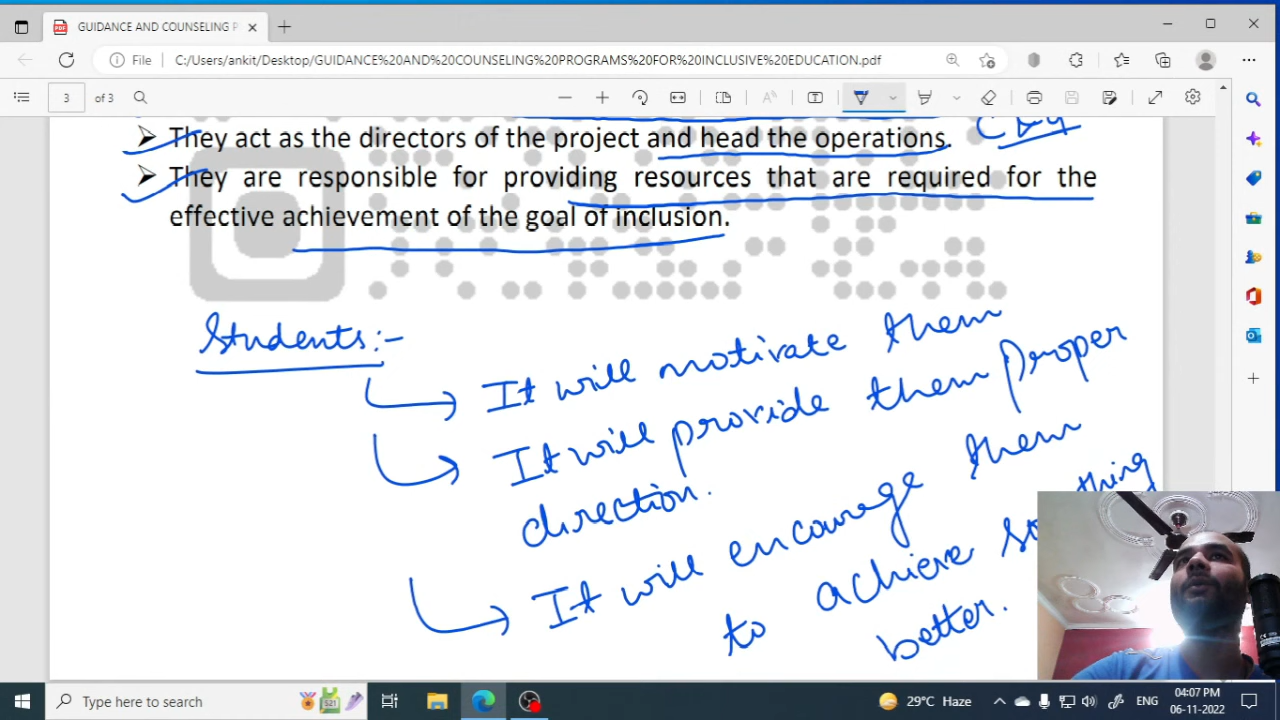 GUIDANCE AND COUNSELING P
File C:/Users/ankit/Desktop/GUIDANCE%20AND%20COUNSELING%20PROGRAMS%20FOR%20INCLUSIVE%20EDUCATION.pdf
3 of 3
They act as the directors of the project and head the operations.
They are responsible for providing resources that are required for the
effective achievement of the goal of inclusion.
Students:-
It will motivate them
It will provide them proper
direction.
It will encourage them
to achieve
better.
Type here to search
29°C Haze
ENG
04:07 PM
06-11-2022